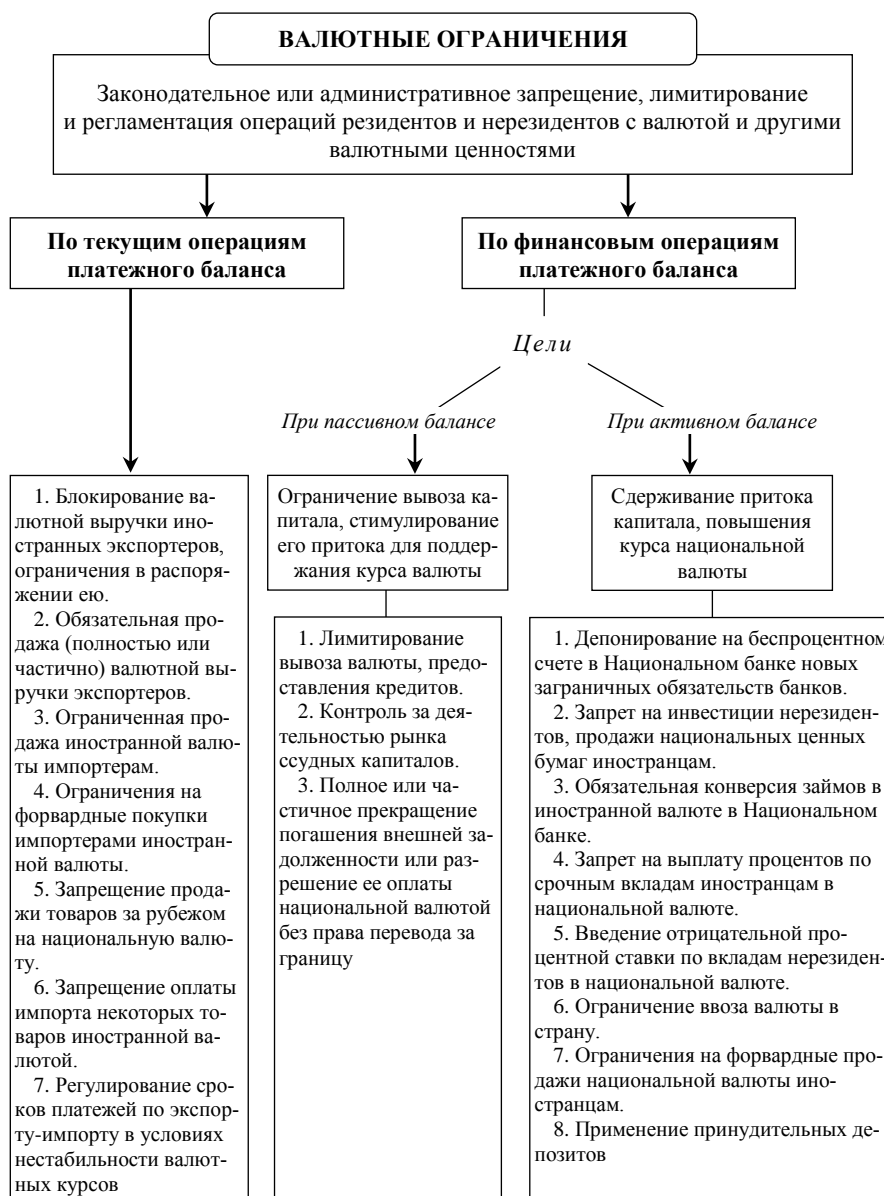 ВАЛЮТНЫЕ ОГРАНИЧЕНИЯ
Законодательное или административное запрещение, лимитирование
и регламентация операций резидентов и нерезидентов с валютой и другими
валютными ценностями
По текущим операциям
платежного баланса
По финансовым операциям
платежного баланса
Цели
При пассивном балансе
При активном балансе
1. Блокирование ва-
лютной выручки ино-
странных экспортеров,
ограничения в распоря-
жении ею.
2. Обязательная про-
дажа (полностью или
частично) валютной вы-
ручки экспортеров.
3. Ограниченная про-
дажа иностранной валю-
ты импортерам.
4. Ограничения на
форвардные покупки
импортерами иностран-
ной валюты.
5. Запрещение прода-
жи товаров за рубежом
на национальную валю-
ту.
6. Запрещение оплаты
импорта некоторых то-
варов иностранной ва-
лютой.
7. Регулирование сро-
ков платежей по экспор-
ту-импорту в условиях
нестабильности валют-
ных курсов
Ограничение вывоза ка-
питала, стимулирование
его притока для поддер-
жания курса валюты
1. Лимитирование
вывоза валюты, предо-
ставления кредитов.
2. Контроль за дея-
тельностью рынка
ссудных капиталов.
3. Полное или ча-
стичное прекращение
погашения внешней за-
долженности или раз-
решение ее оплаты
национальной валютой
без права перевода за
границу
Сдерживание притока
капитала, повышения
курса национальной
валюты
1. Депонирование на беспроцентном
счете в Национальном банке новых
заграничных обязательств банков.
2. Запрет на инвестиции нерезиден-
тов, продажи национальных ценных
бумаг иностранцам.
3. Обязательная конверсия займов в
иностранной валюте в Национальном
банке.
4. Запрет на выплату процентов по
срочным вкладам иностранцам в
национальной валюте.
5. Введение отрицательной про-
центной ставки по вкладам нерезиден-
тов в национальной валюте.
6. Ограничение ввоза валюты в
страну.
7. Ограничения на форвардные про-
дажи национальной валюты ино-
странцам.
8. Применение принудительных де-
позитов